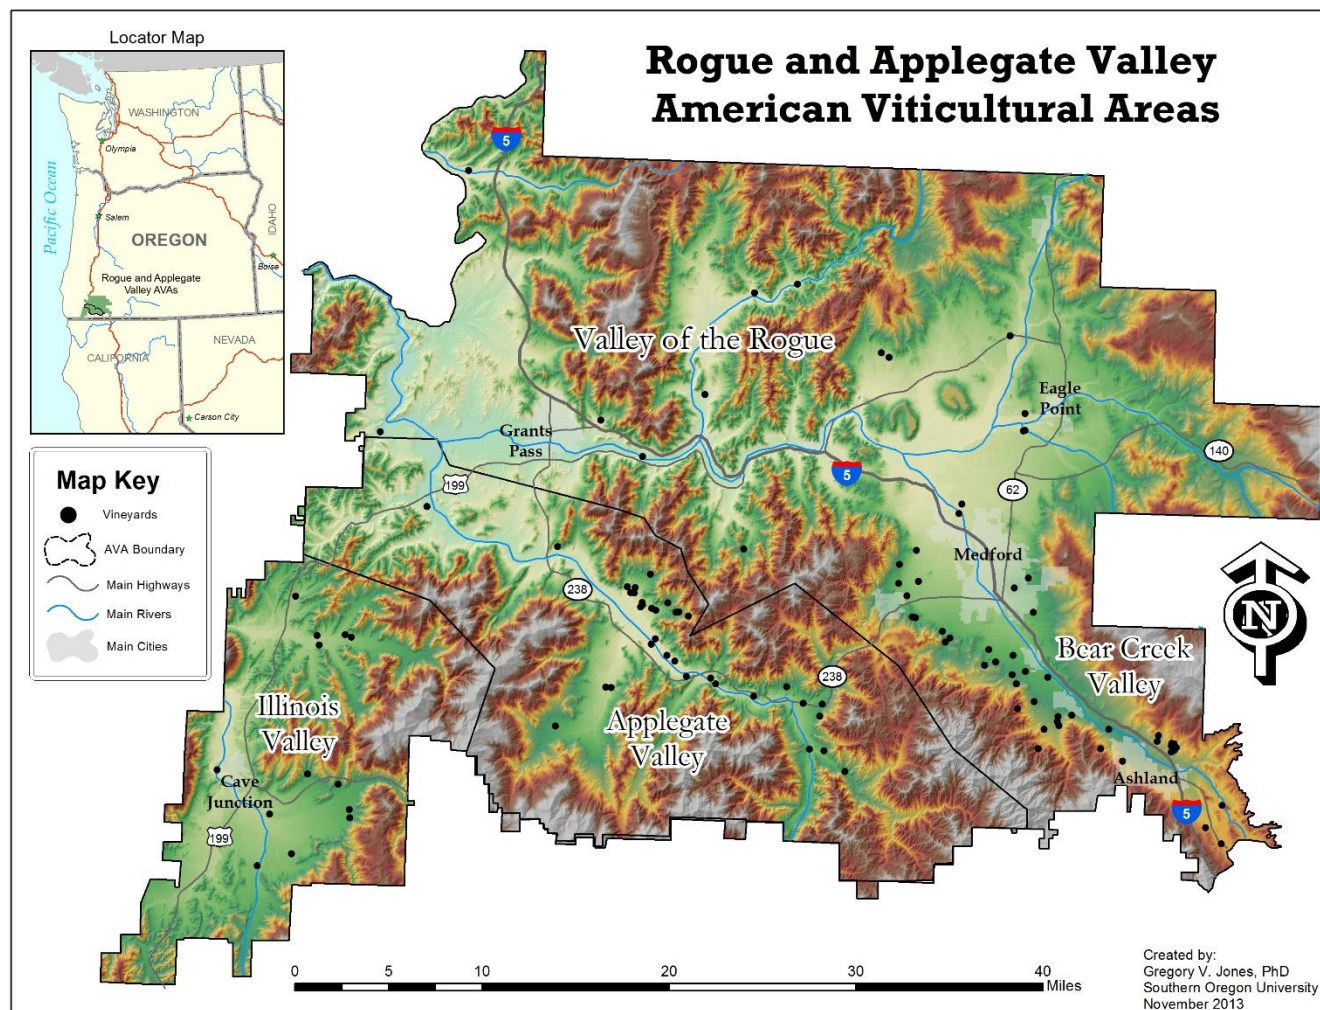 Locator Map
WASHINGTON
Olympia
Pacific Ocean
Salem
OREGON
IDAHO
Boise
Rogue and Applegate
Valley AVAs
CALIFORNIA
NEVADA
Carson City
Rogue and Applegate Valley
American Viticultural Areas
Map Key
Vineyards
AVA Boundary
Main Highways
Main Rivers
Main Cities
5
Valley of the Rogue
Eagle
Point
Grants
Pass
199
5
140
62
Medford
238
N
Bear Creek
Valley
238
Illinois
Valley
Applegate
Valley
Cave
Junction
Ashland
199
5
0
5
10
20
30
40
Miles
Created by:
Gregory V. Jones, PhD
Southern Oregon University
November 2013